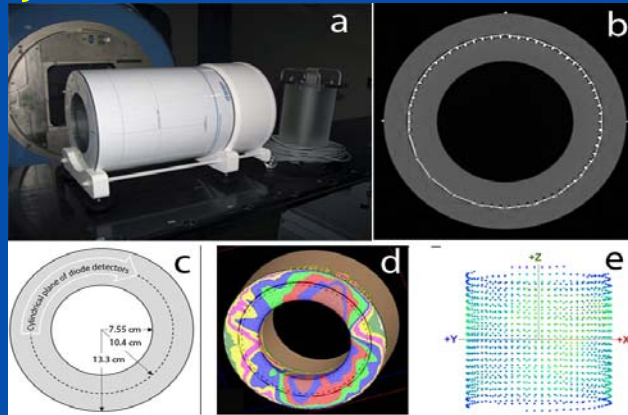 a
b
c
Cylindrical plane of diode detectors
7.55 cm
10.4 cm
13.3 cm
d
e
+Z
+Y
+X